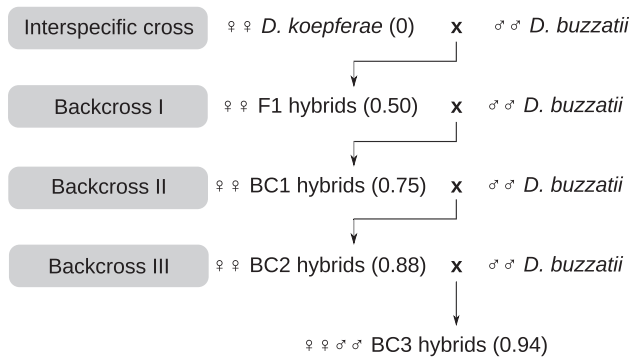 Interspecific cross ♀♀ D. koepferae (0) x ♂♂ D. buzzatii
Backcross I ♀♀ F1 hybrids (0.50) x ♂♂ D. buzzatii
Backcross II ♀♀ BC1 hybrids (0.75) x ♂♂ D. buzzatii
Backcross III ♀♀ BC2 hybrids (0.88) x ♂♂ D. buzzatii
♀♀♂♂ BC3 hybrids (0.94)